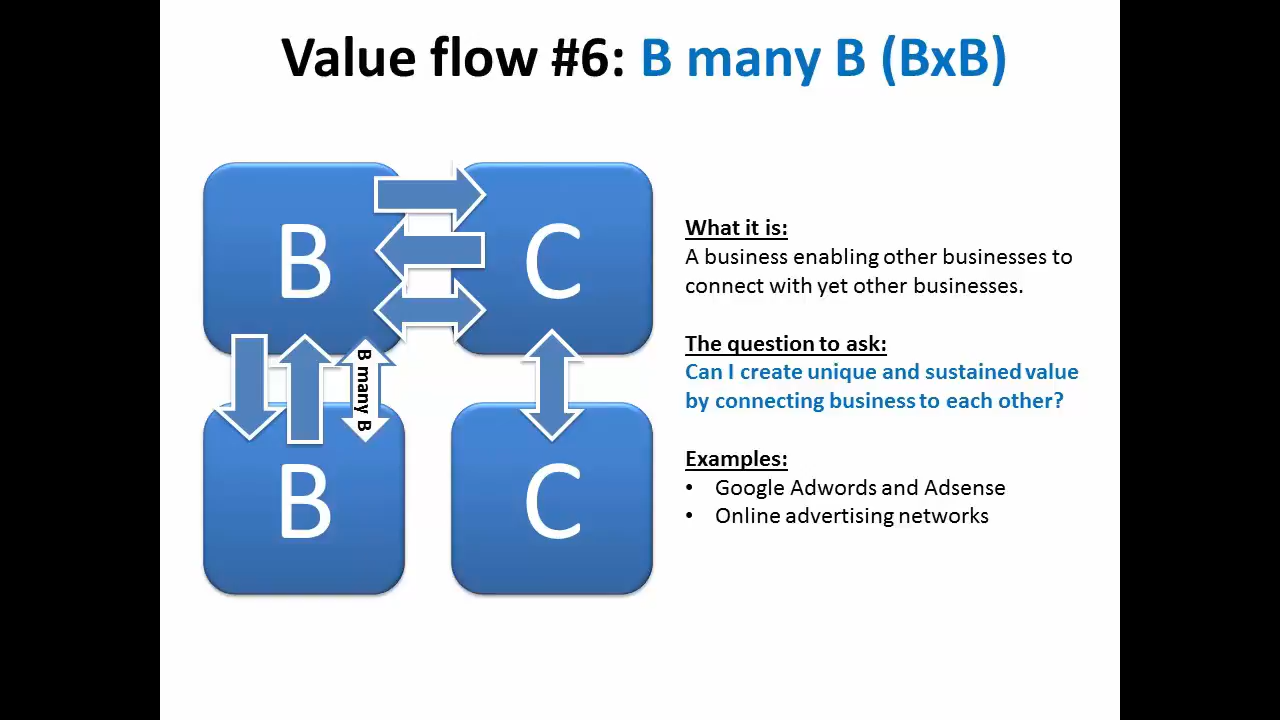 Value flow #6: B many B (BxB)
B
C
B many B
B
C
What it is:
A business enabling other businesses to
connect with yet other businesses.
The question to ask:
Can I create unique and sustained value
by connecting business to each other?
Examples:
• Google Adwords and Adsense
• Online advertising networks